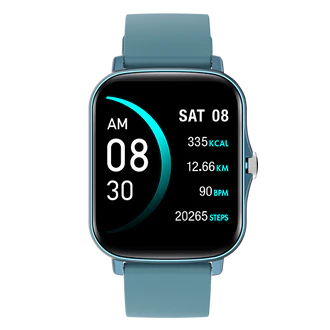 AM
08
30
SAT 08
335KCAL
12.66KM
90BPM
20265STEPS